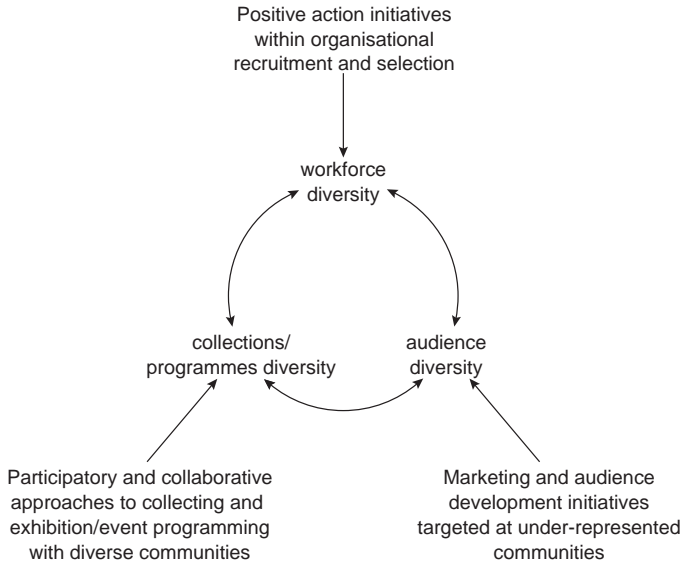 Positive action initiatives
within organisational
recruitment and selection
workforce
diversity
collections/
programmes diversity
audience
diversity
Participatory and collaborative
approaches to collecting and
exhibition/event programming
with diverse communities
Marketing and audience
development initiatives
targeted at under-represented
communities